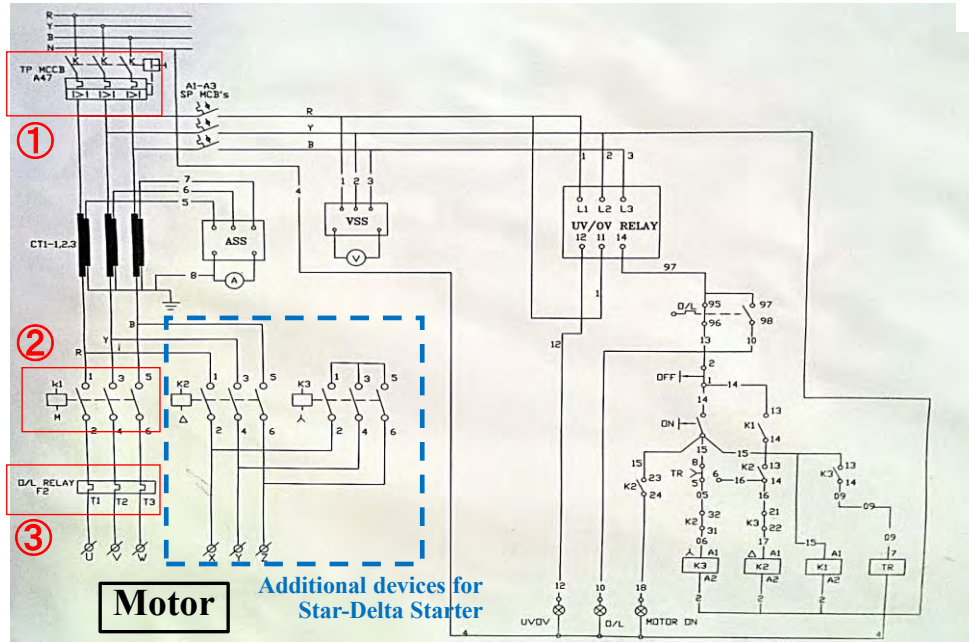 R
Y
B
N
TP MCCB
A47
I> I> I>
①
A1-A3
SP MCB's
R
Y
B
7
6
5
4
1 2 3
VSS
V
ASS
8
A
CT1-1,2,3
1 2 3
L1 L2 L3
UV/OV RELAY
12 11 14
97
1
12
O/L
95 97
96 98
13 10
2
OFF
1
14
14
13
K1
14
ON
15
15
15
K2
23
24
TR
8
5
6
16
K2
13
14
K3
13
14
09
09
09
05
16
K2
32
31
K3
21
22
06
17
15
7
K3 A1
A2
K2 A1
A2
K1 A1
A2
TR
2 2 2
4
②
B
Y
R
k1
M
1 3 5
2 4 6
K2
1 3 5
2 4 6
K3
1 3 5
2 4 6
O/L RELAY
F2
T1 T2 T3
③
U V W
X Y Z
Motor
Additional devices for
Star-Delta Starter
12 10 18
UVOV
O/L
MOTOR ON
4